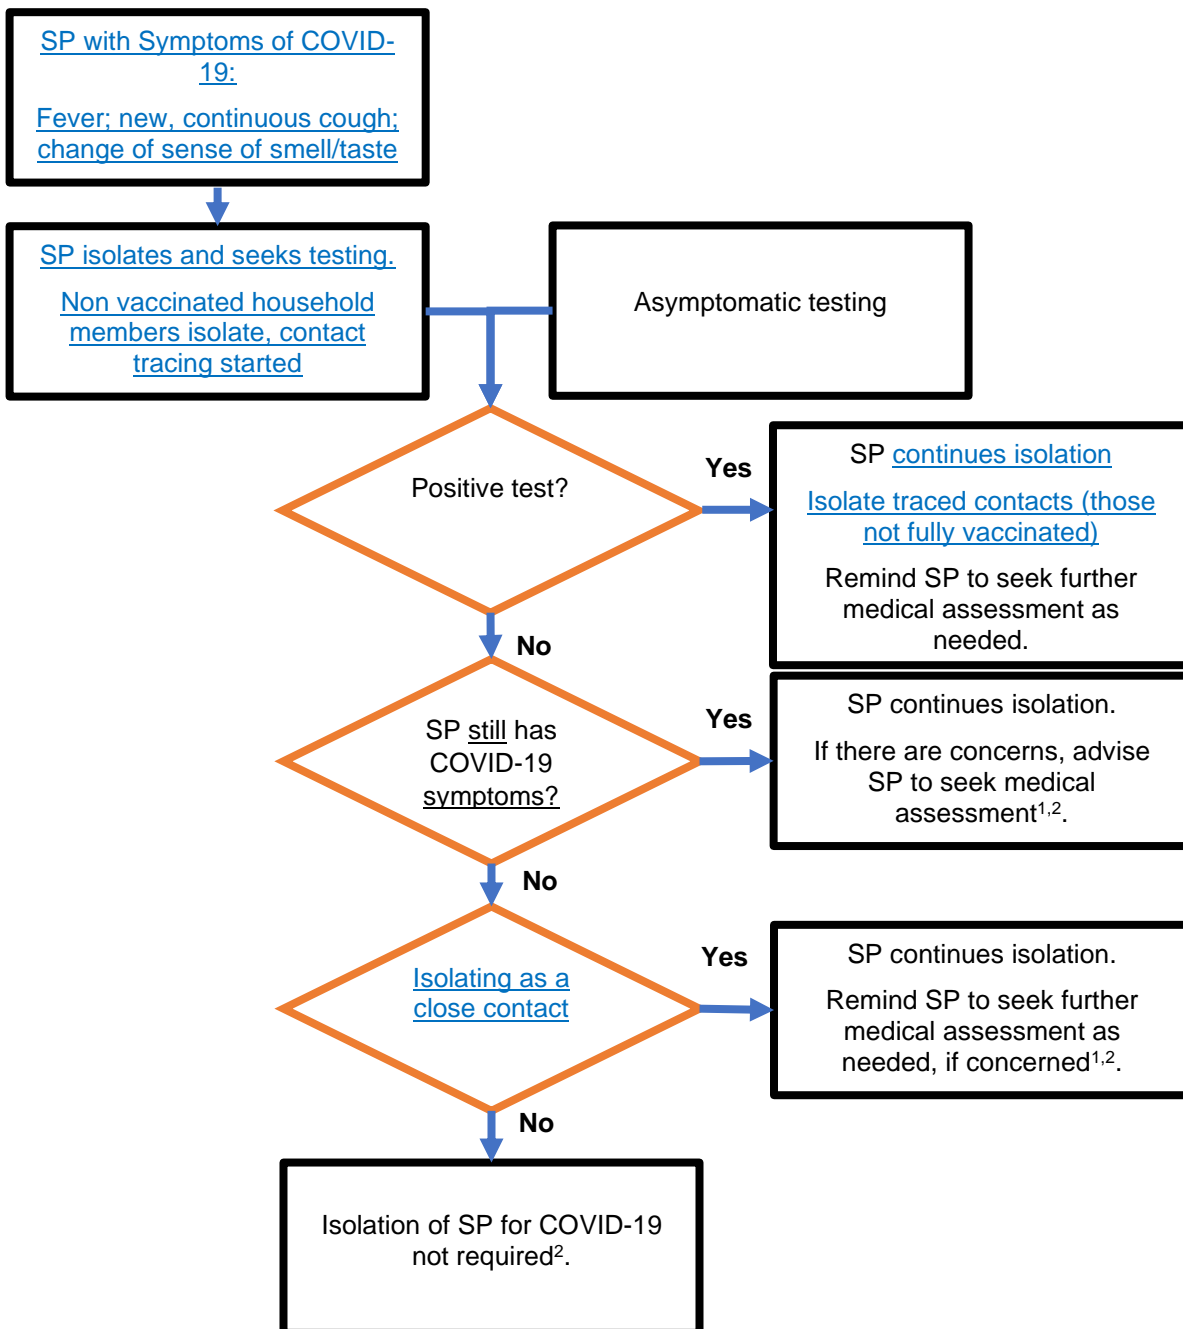 SP with Symptoms of COVID-
19:
Fever; new, continuous cough;
change of sense of smell/taste
SP isolates and seeks testing.
Non vaccinated household
members isolate, contact
tracing started
Asymptomatic testing
Positive test?
Yes
SP continues isolation
Isolate traced contacts (those
not fully vaccinated)
Remind SP to seek further
medical assessment as
needed.
No
SP still has
COVID-19
symptoms?
Yes
SP continues isolation.
If there are concerns, advise
SP to seek medical
assessment1,2.
No
Isolating as a
close contact
Yes
SP continues isolation.
Remind SP to seek further
medical assessment as
needed, if concerned1,2.
No
Isolation of SP for COVID-19
not required2.